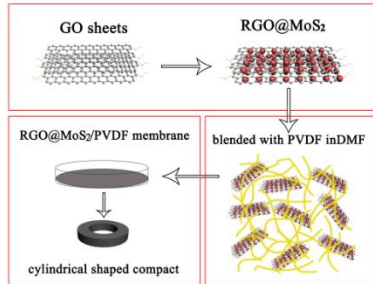 GO sheets
RGO@MoS₂
RGO@MoS₂/PVDF membrane
blended with PVDF inDMF
cylindrical shaped compact